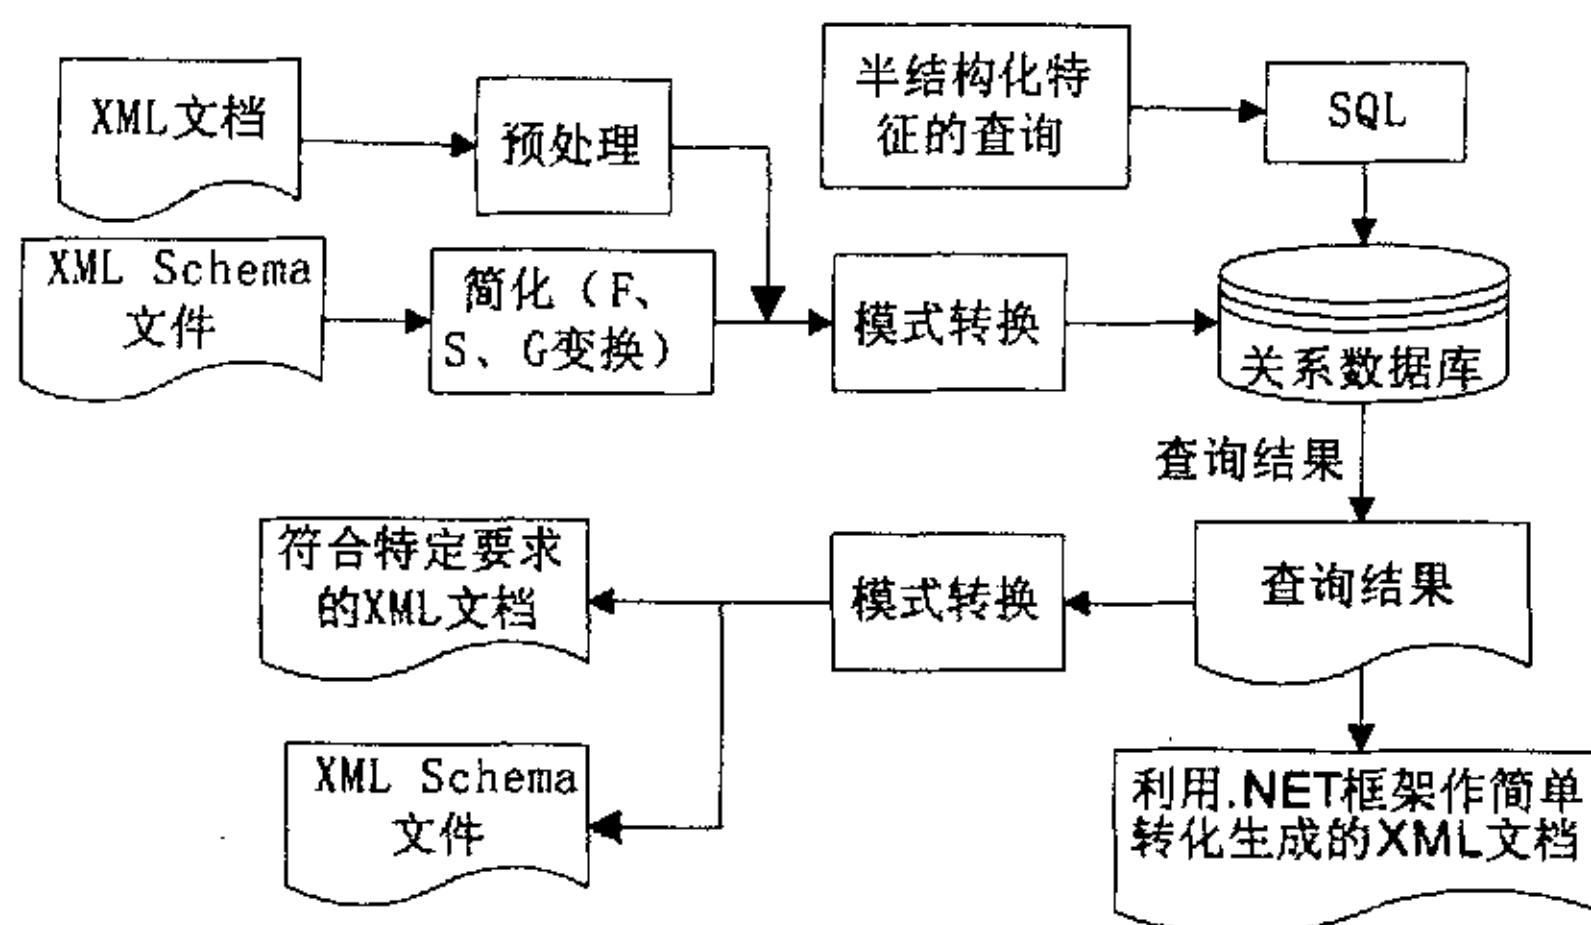 XML文档
预处理
半结构化特
征的查询
SQL
XML Schema
文件
简化（F、
S、G变换）
模式转换
关系数据库
查询结果
符合特定要求
的XML文档
模式转换
查询结果
XML Schema
文件
利用.NET框架作简单
转化生成的XML文档